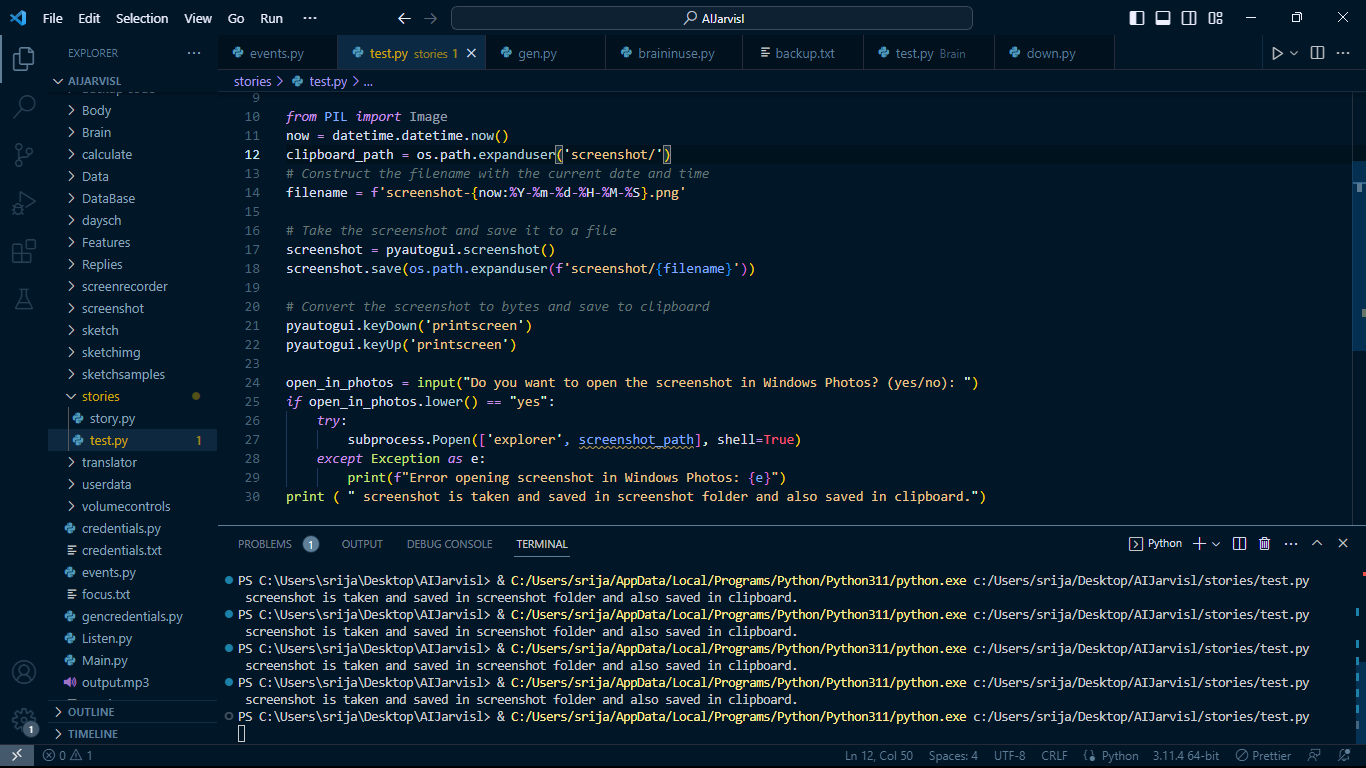 File Edit Selection View Go Run ··· AIJarvisl
EXPLORER ···
events.py test.py stories 1 gen.py braininuse.py backup.txt test.py Brain down.py
AIJARVISL
stories > test.py > ...
Body
Brain
calculate
Data
DataBase
daysch
Features
Replies
screenrecorder
screenshot
sketch
sketchimg
sketchsamples
stories
story.py
test.py 1
translator
userdata
volumecontrols
credentials.py
credentials.txt
events.py
focus.txt
gencredentials.py
Listen.py
Main.py
output.mp3
OUTLINE
TIMELINE
9
10 from PIL import Image
11 now = datetime.datetime.now()
12 clipboard_path = os.path.expanduser('screenshot/')
13 # Construct the filename with the current date and time
14 filename = f'screenshot-{now:%Y-%m-%d-%H-%M-%S}.png'
15
16 # Take the screenshot and save it to a file
17 screenshot = pyautogui.screenshot()
18 screenshot.save(os.path.expanduser(f'screenshot/{filename}'))
19
20 # Convert the screenshot to bytes and save to clipboard
21 pyautogui.keyDown('printscreen')
22 pyautogui.keyUp('printscreen')
23
24 open_in_photos = input("Do you want to open the screenshot in Windows Photos? (yes/no): ")
25 if open_in_photos.lower() == "yes":
26 try:
27 subprocess.Popen(['explorer', screenshot_path], shell=True)
28 except Exception as e:
29 print(f"Error opening screenshot in Windows Photos: {e}")
30 print ( " screenshot is taken and saved in screenshot folder and also saved in clipboard.")
PROBLEMS 1 OUTPUT DEBUG CONSOLE TERMINAL Python
PS C:\Users\srija\Desktop\AIJarvisl> & C:/Users/srija/AppData/Local/Programs/Python/Python311/python.exe c:/Users/srija/Desktop/AIJarvisl/stories/test.py
screenshot is taken and saved in screenshot folder and also saved in clipboard.
PS C:\Users\srija\Desktop\AIJarvisl> & C:/Users/srija/AppData/Local/Programs/Python/Python311/python.exe c:/Users/srija/Desktop/AIJarvisl/stories/test.py
screenshot is taken and saved in screenshot folder and also saved in clipboard.
PS C:\Users\srija\Desktop\AIJarvisl> & C:/Users/srija/AppData/Local/Programs/Python/Python311/python.exe c:/Users/srija/Desktop/AIJarvisl/stories/test.py
screenshot is taken and saved in screenshot folder and also saved in clipboard.
PS C:\Users\srija\Desktop\AIJarvisl> & C:/Users/srija/AppData/Local/Programs/Python/Python311/python.exe c:/Users/srija/Desktop/AIJarvisl/stories/test.py
screenshot is taken and saved in screenshot folder and also saved in clipboard.
PS C:\Users\srija\Desktop\AIJarvisl> & C:/Users/srija/AppData/Local/Programs/Python/Python311/python.exe c:/Users/srija/Desktop/AIJarvisl/stories/test.py
1
0 1 Ln 12, Col 50 Spaces: 4 UTF-8 CRLF Python 3.11.4 64-bit Prettier